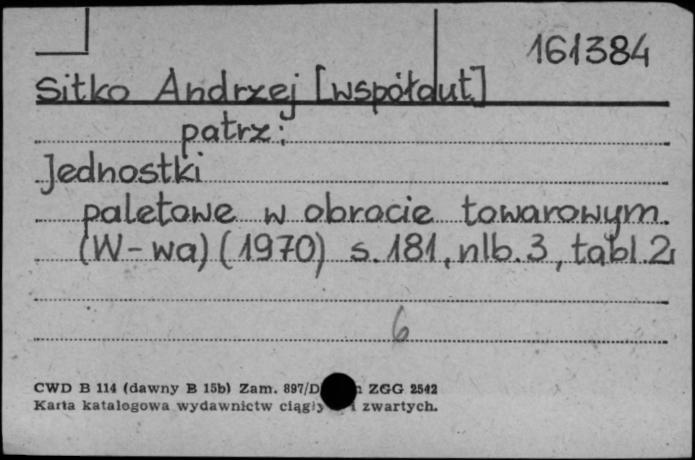 161384
Sitko Andrzej [współaut]
patrz:
Jednostki
paletowe w obrocie towarowym.
(W-wa) (1970) s.181, nlb.3, tabl.2
6
CWD B 114 (dawny B 15b) Zam. 897/D ZGG 2542
Karta katalogowa wydawnictw i zwartych.